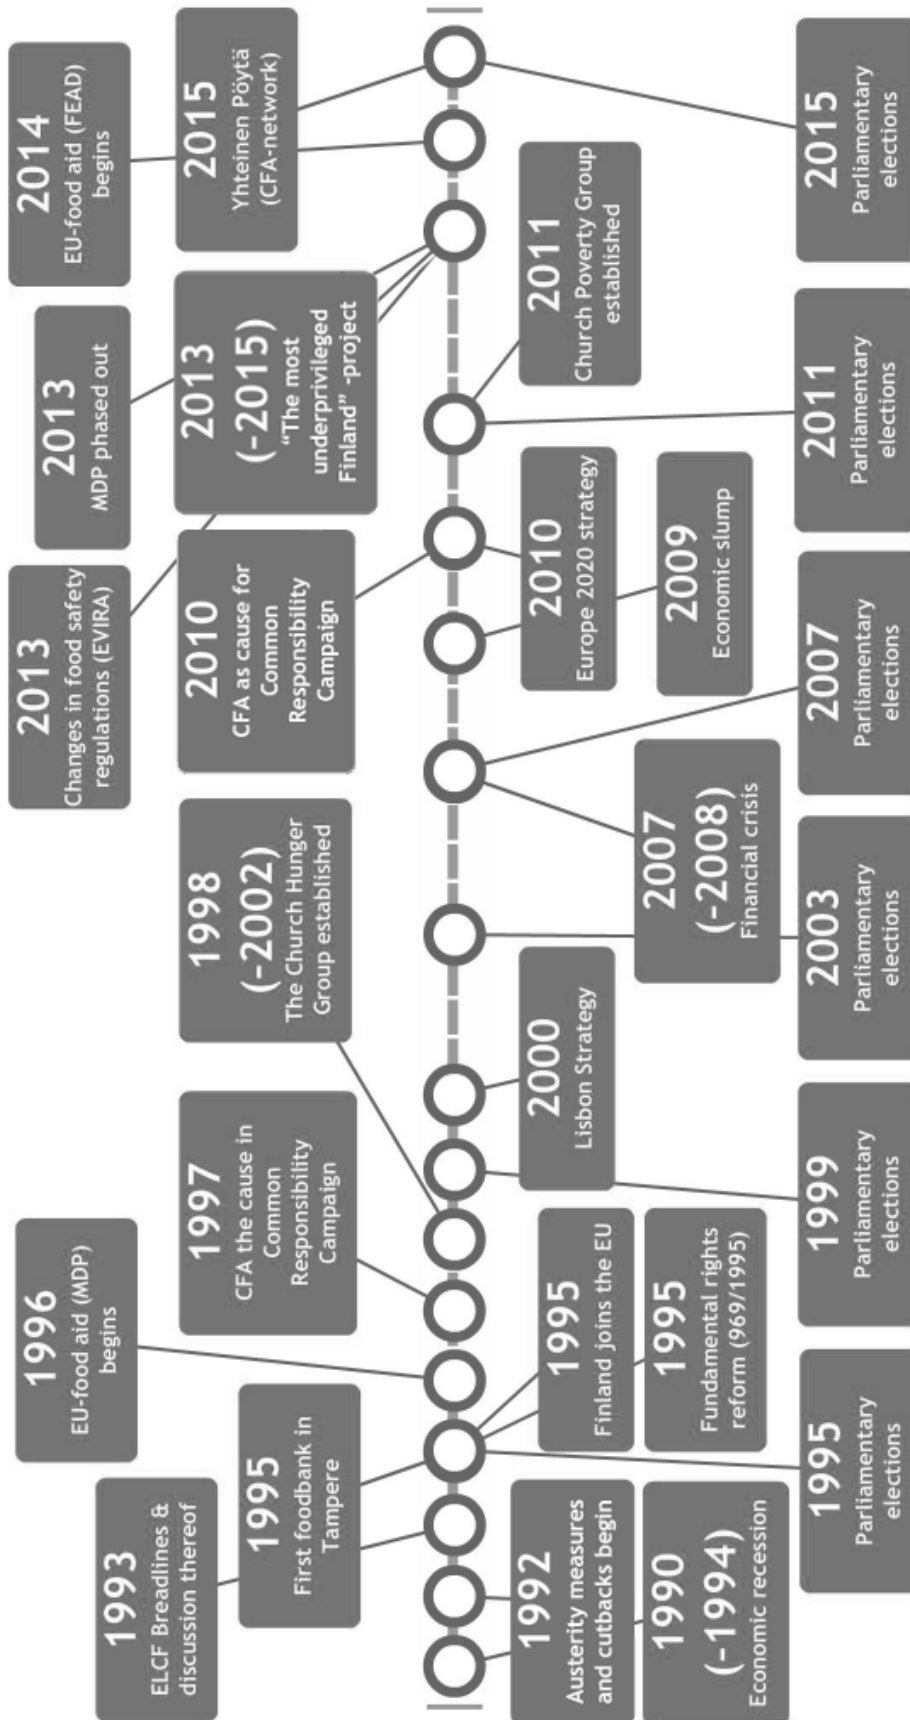 1993
ELCF Breadlines &
discussion thereof
1995
First foodbank in
Tampere
1996
EU-food aid (MDP)
begins
1997
CFA the cause in
Common
Responsibility
Campaign
1998
(-2002)
The Church Hunger
Group established
2013
Changes in food safety
regulations (EVIRA)
2010
CFA as cause for
Common
Responsibility
Campaign
2013
MDP phased out
2013
(-2015)
“The most
underprivileged
Finland” -project
2014
EU-food aid (FEAD)
begins
2015
Yhteinen Pöytä
(CFA-network)
1992
Austerity measures
and cutbacks begin
1990
(-1994)
Economic recession
1995
Finland joins the EU
1995
Fundamental rights
reform (969/1995)
2000
Lisbon Strategy
2007
(-2008)
Financial crisis
2010
Europe 2020 strategy
2009
Economic slump
2011
Church Poverty Group
established
1995
Parliamentary
elections
1999
Parliamentary
elections
2003
Parliamentary
elections
2007
Parliamentary
elections
2011
Parliamentary
elections
2015
Parliamentary
elections